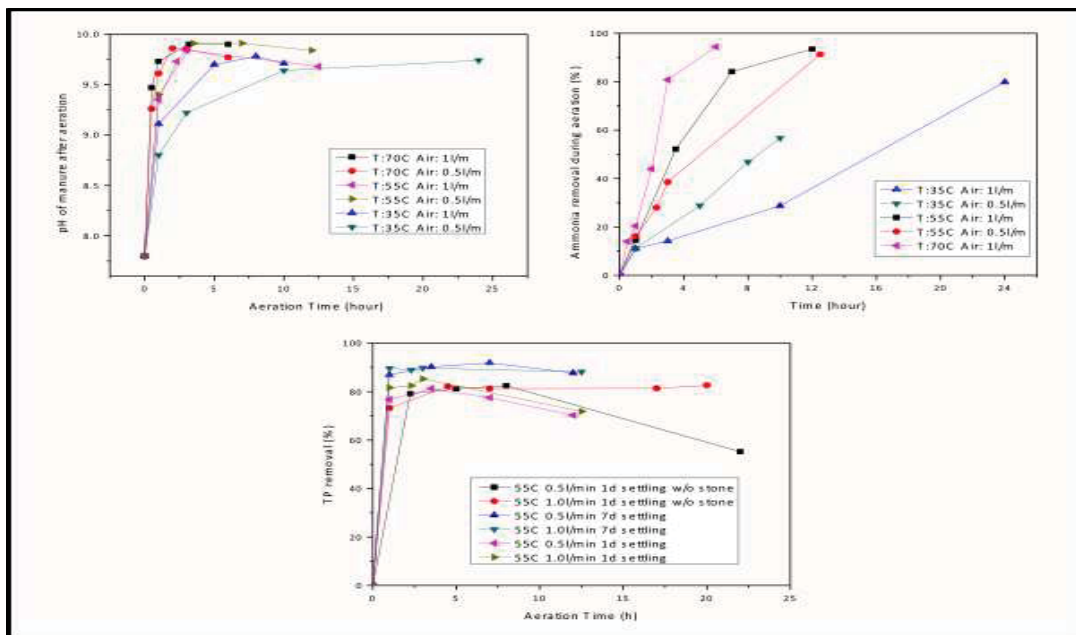 pH of manure after aeration
10.0
9.5
9.0
8.5
8.0
T:70C Air: 1l/m
T:70C Air: 0.5l/m
T:55C Air: 1l/m
T:55C Air: 0.5l/m
T:35C Air: 1l/m
T:35C Air: 0.5l/m
0 5 10 15 20 25
Aeration Time (hour)
Ammonia removal during aeration (%)
100
80
60
40
20
0
T:35C Air: 1l/m
T:35C Air: 0.5l/m
T:55C Air: 1l/m
T:55C Air: 0.5l/m
T:70C Air: 1l/m
0 4 8 12 16 20 24
Time (hour)
TP removal (%)
100
80
60
40
20
0
55C 0.5l/min 1d settling w/o stone
55C 1.0l/min 1d settling w/o stone
55C 0.5l/min 7d settling
55C 1.0l/min 7d settling
55C 0.5l/min 1d settling
55C 1.0l/min 1d settling
0 5 10 15 20 25
Aeration Time (h)